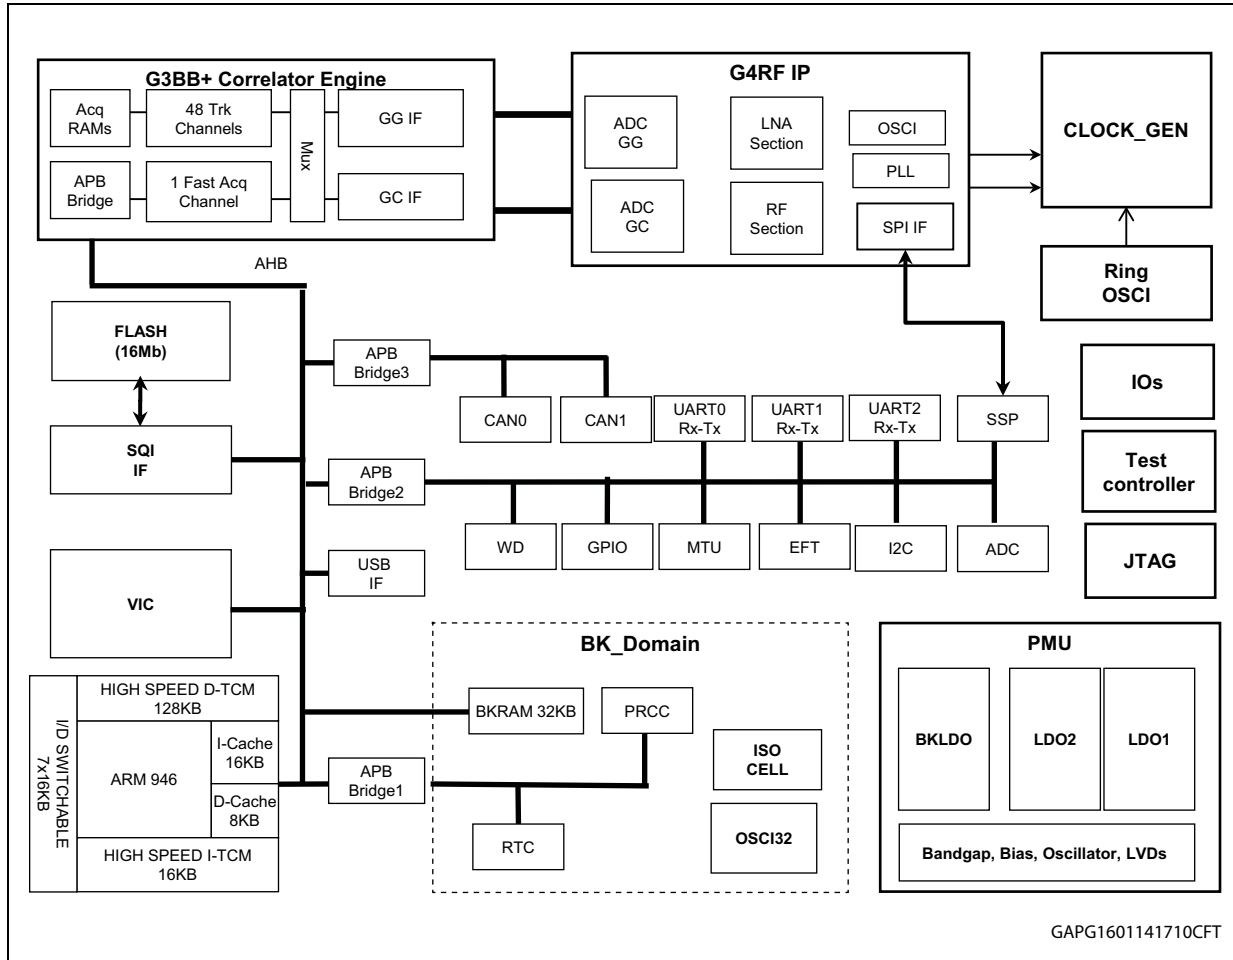 G3BB+ Correlator Engine
Acq
RAMs
48 Trk
Channels
Mux
GG IF
APB
Bridge
1 Fast Acq
Channel
GC IF
G4RF IP
ADC
GG
LNA
Section
OSCI
PLL
ADC
GC
RF
Section
SPI IF
CLOCK_GEN
Ring
OSCI
AHB
FLASH
(16Mb)
SQI
IF
VIC
APB
Bridge3
CAN0
CAN1
UART0
Rx-Tx
UART1
Rx-Tx
UART2
Rx-Tx
SSP
APB
Bridge2
WD
GPIO
MTU
EFT
I2C
ADC
USB
IF
IOs
Test
controller
JTAG
I/D SWITCHABLE
7x16KB
HIGH SPEED D-TCM
128KB
ARM 946
I-Cache
16KB
D-Cache
8KB
HIGH SPEED I-TCM
16KB
APB
Bridge1
BK_Domain
BKRAM 32KB
PRCC
ISO
CELL
RTC
OSCI32
PMU
BKLDO
LDO2
LDO1
Bandgap, Bias, Oscillator, LVDs
GAPG1601141710CFT